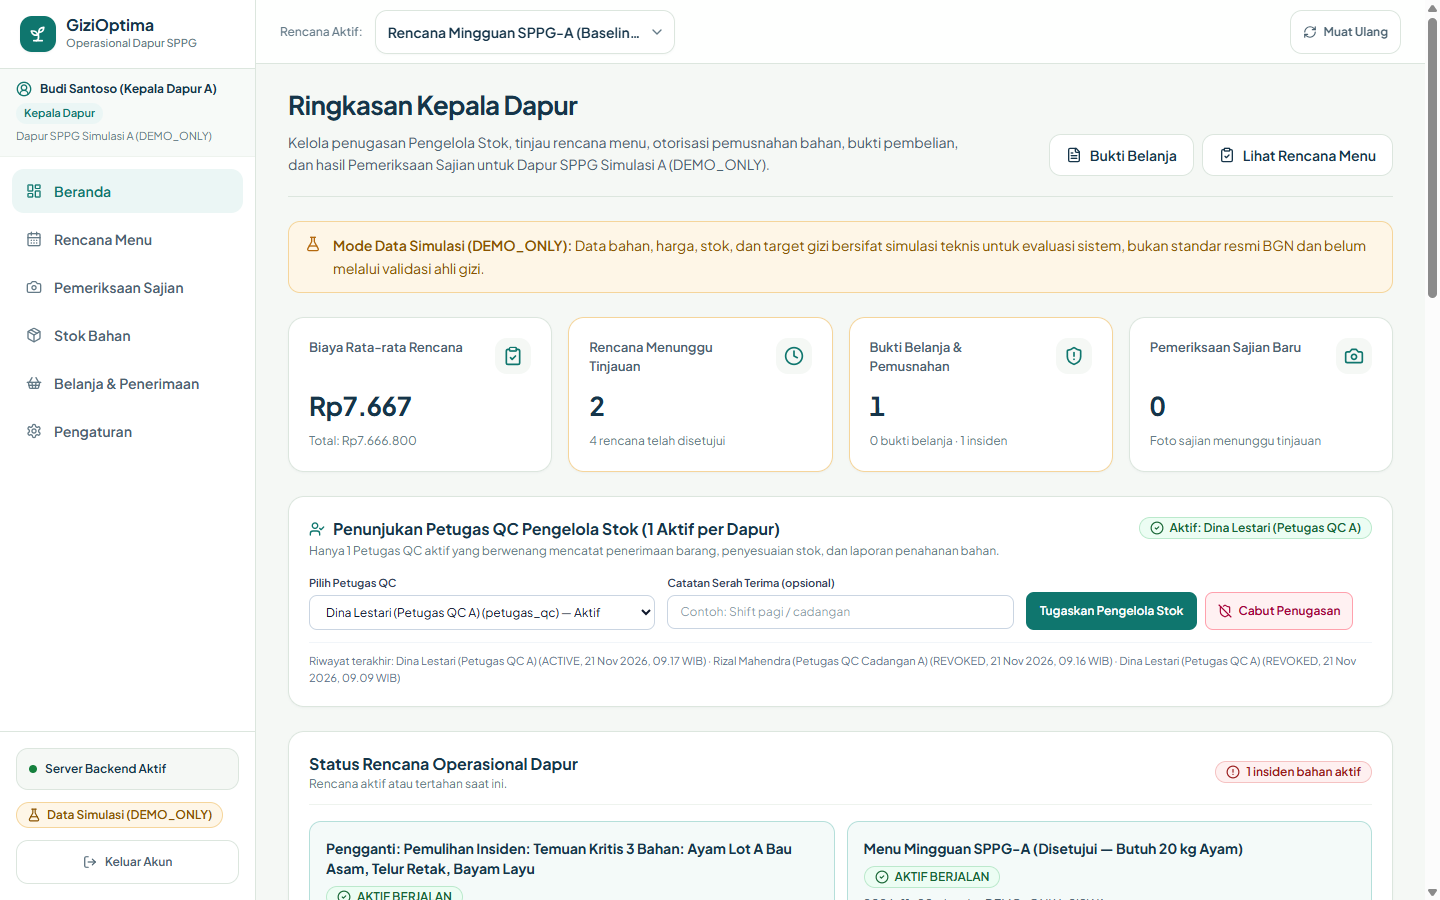 GiziOptima
Operasional Dapur SPPG
Budi Santoso (Kepala Dapur A)
Kepala Dapur
Dapur SPPG Simulasi A (DEMO_ONLY)
Beranda
Rencana Menu
Pemeriksaan Sajian
Stok Bahan
Belanja & Penerimaan
Pengaturan
Server Backend Aktif
Data Simulasi (DEMO_ONLY)
Keluar Akun
Rencana Aktif:
Rencana Mingguan SPPG-A (Baselin...
Muat Ulang
Ringkasan Kepala Dapur
Kelola penugasan Pengelola Stok, tinjau rencana menu, otorisasi pemusnahan bahan, bukti pembelian,
dan hasil Pemeriksaan Sajian untuk Dapur SPPG Simulasi A (DEMO_ONLY).
Bukti Belanja
Lihat Rencana Menu
Mode Data Simulasi (DEMO_ONLY): Data bahan, harga, stok, dan target gizi bersifat simulasi teknis untuk evaluasi sistem, bukan standar resmi BGN dan belum
melalui validasi ahli gizi.
Biaya Rata-rata Rencana
Rp7.667
Total: Rp7.666.800
Rencana Menunggu
Tinjauan
2
4 rencana telah disetujui
Bukti Belanja &
Pemusnahan
1
0 bukti belanja · 1 insiden
Pemeriksaan Sajian Baru
0
Foto sajian menunggu tinjauan
Penunjukan Petugas QC Pengelola Stok (1 Aktif per Dapur)
Aktif: Dina Lestari (Petugas QC A)
Hanya 1 Petugas QC aktif yang berwenang mencatat penerimaan barang, penyesuaian stok, dan laporan penahanan bahan.
Pilih Petugas QC
Dina Lestari (Petugas QC A) (petugas_qc) — Aktif
Catatan Serah Terima (opsional)
Contoh: Shift pagi / cadangan
Tugaskan Pengelola Stok
Cabut Penugasan
Riwayat terakhir: Dina Lestari (Petugas QC A) (ACTIVE, 21 Nov 2026, 09.17 WIB) · Rizal Mahendra (Petugas QC Cadangan A) (REVOKED, 21 Nov 2026, 09.16 WIB) · Dina Lestari (Petugas QC A) (REVOKED, 21 Nov
2026, 09.09 WIB)
Status Rencana Operasional Dapur
Rencana aktif atau tertahan saat ini.
1 insiden bahan aktif
Pengganti: Pemulihan Insiden: Temuan Kritis 3 Bahan: Ayam Lot A Bau
Asam, Telur Retak, Bayam Layu
AKTIF BERJALAN
Menu Mingguan SPPG-A (Disetujui — Butuh 20 kg Ayam)
AKTIF BERJALAN